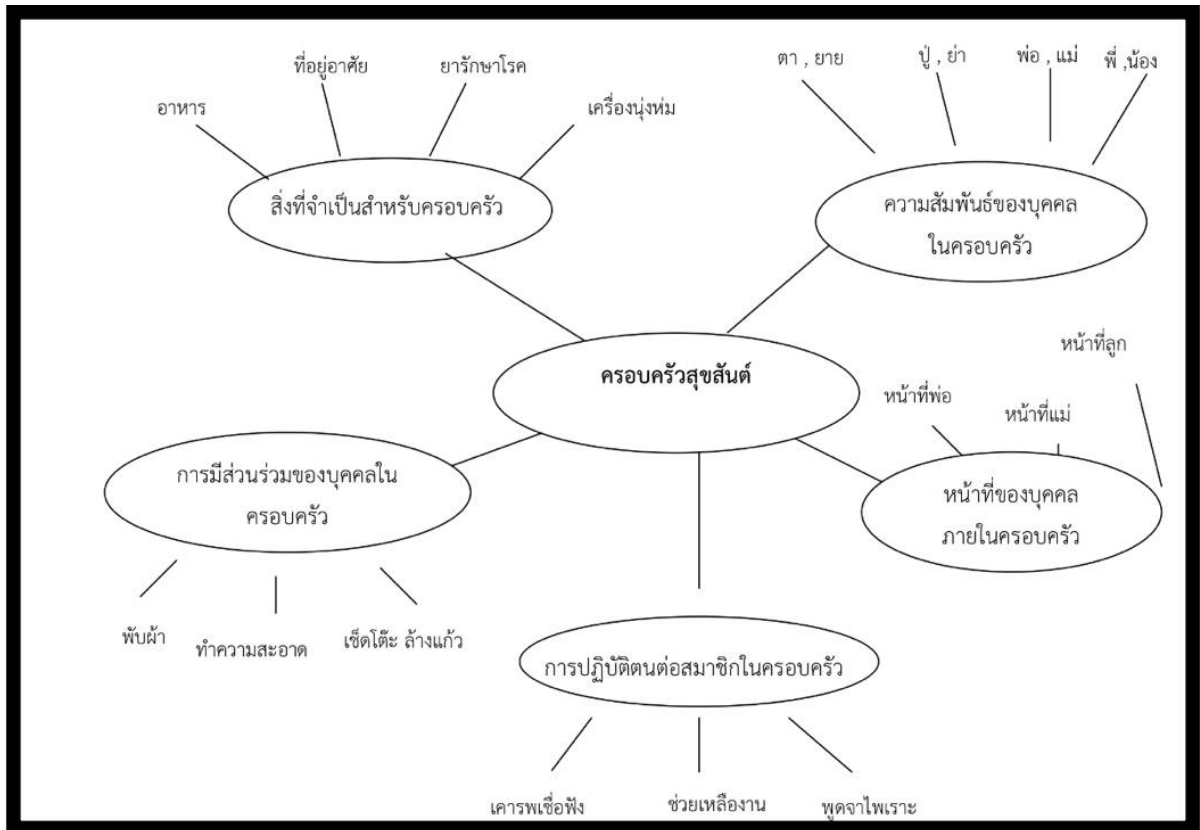 ที่อยู่อาศัย
ยารักษาโรค
อาหาร
เครื่องนุ่งห่ม
สิ่งที่จำเป็นสำหรับครอบครัว
ตา , ยาย
ปู่ , ย่า
พ่อ , แม่
พี่ ,น้อง
ความสัมพันธ์ของบุคคล
ในครอบครัว
ครอบครัวสุขสันต์
หน้าที่ลูก
หน้าที่พ่อ
หน้าที่แม่
หน้าที่ของบุคคล
ภายในครอบครัว
การมีส่วนร่วมของบุคคลใน
ครอบครัว
พับผ้า
ทำความสะอาด
เช็ดโต๊ะ ล้างแก้ว
การปฏิบัติตนต่อสมาชิกในครอบครัว
เคารพเชื่อฟัง
ช่วยเหลืองาน
พูดจาไพเราะ